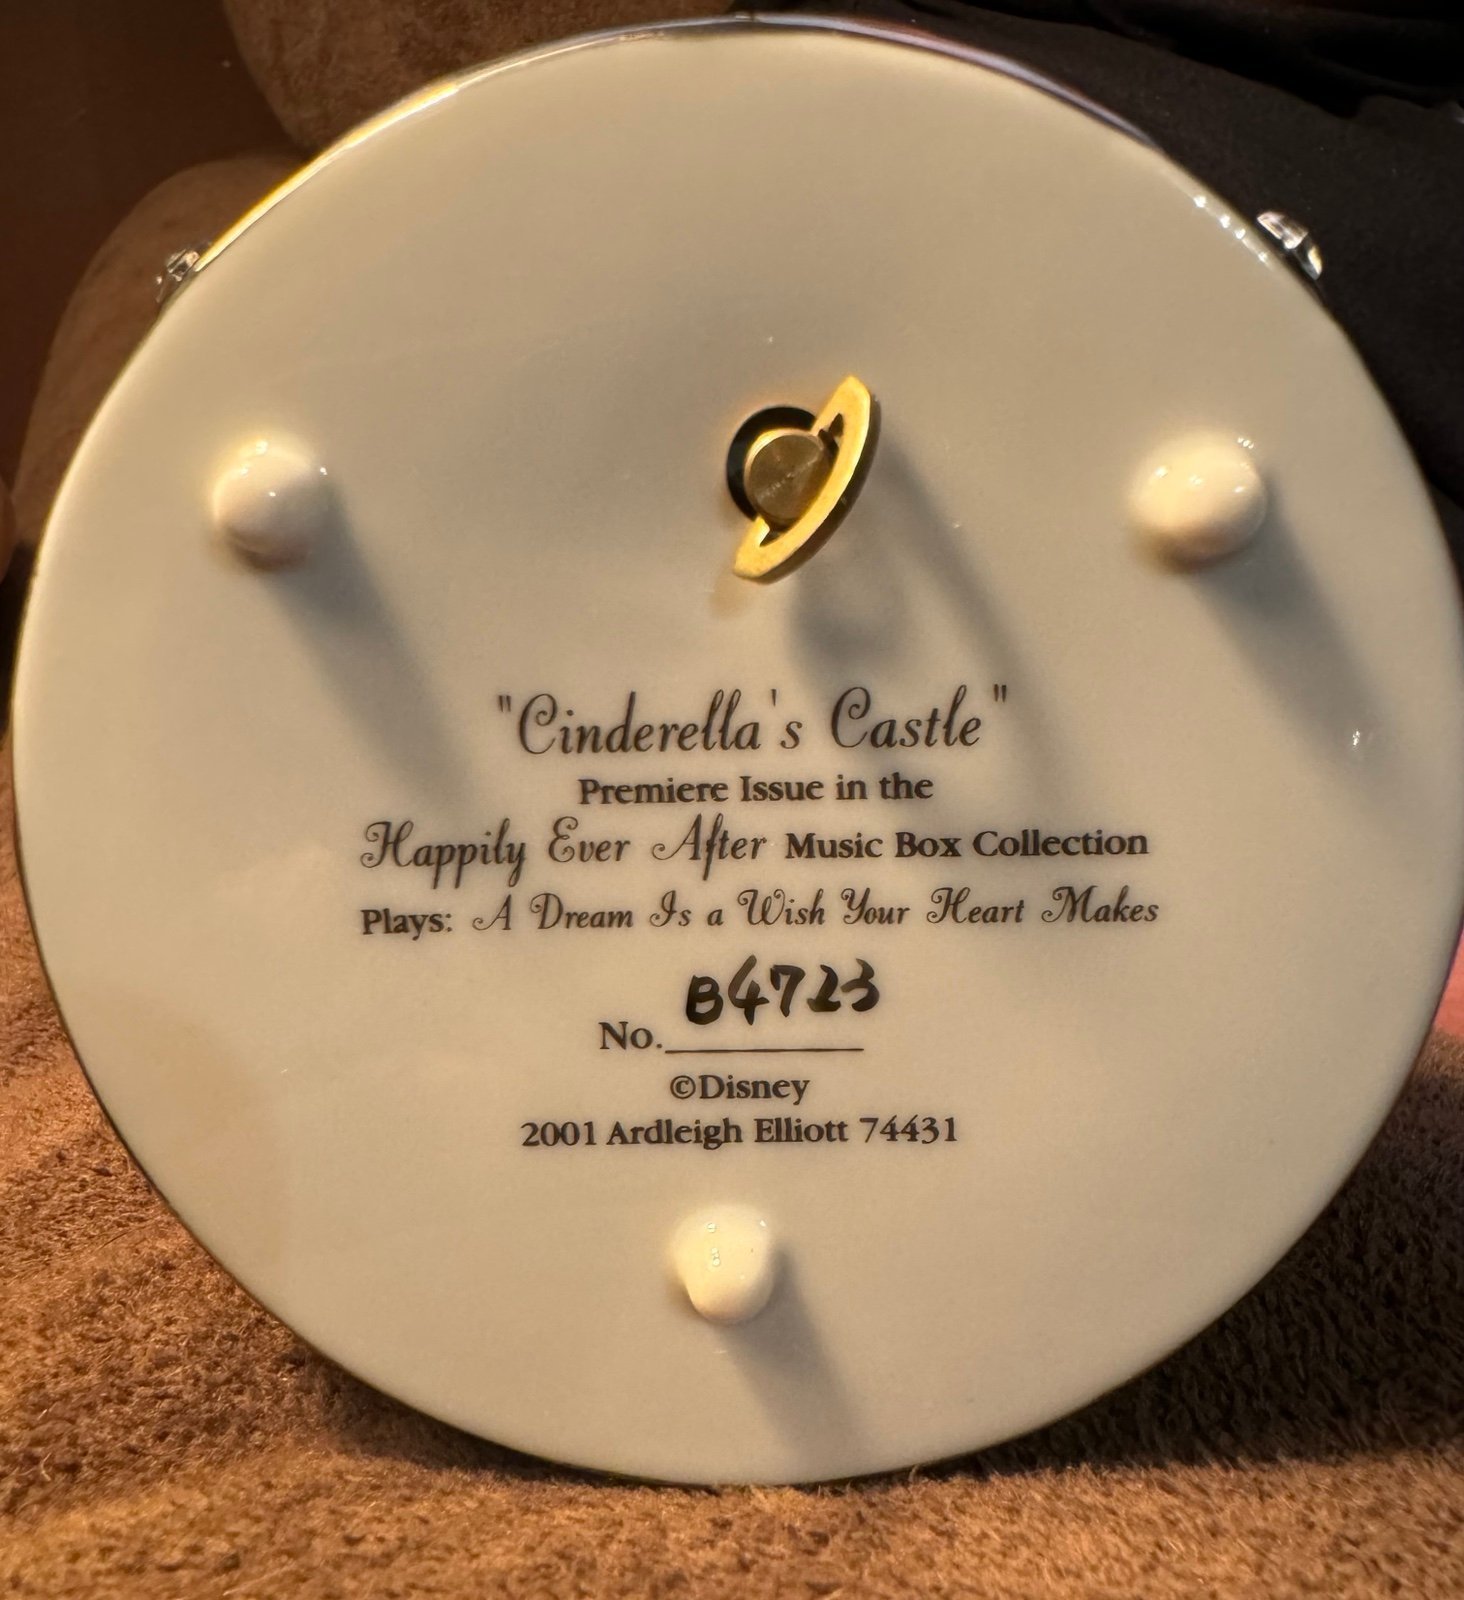 "Cinderella's Castle"
Premiere Issue in the
Happily Ever After Music Box Collection
Plays: A Dream Is a Wish Your Heart Makes
B4723
No.
©Disney
2001 Ardleigh Elliott 74431